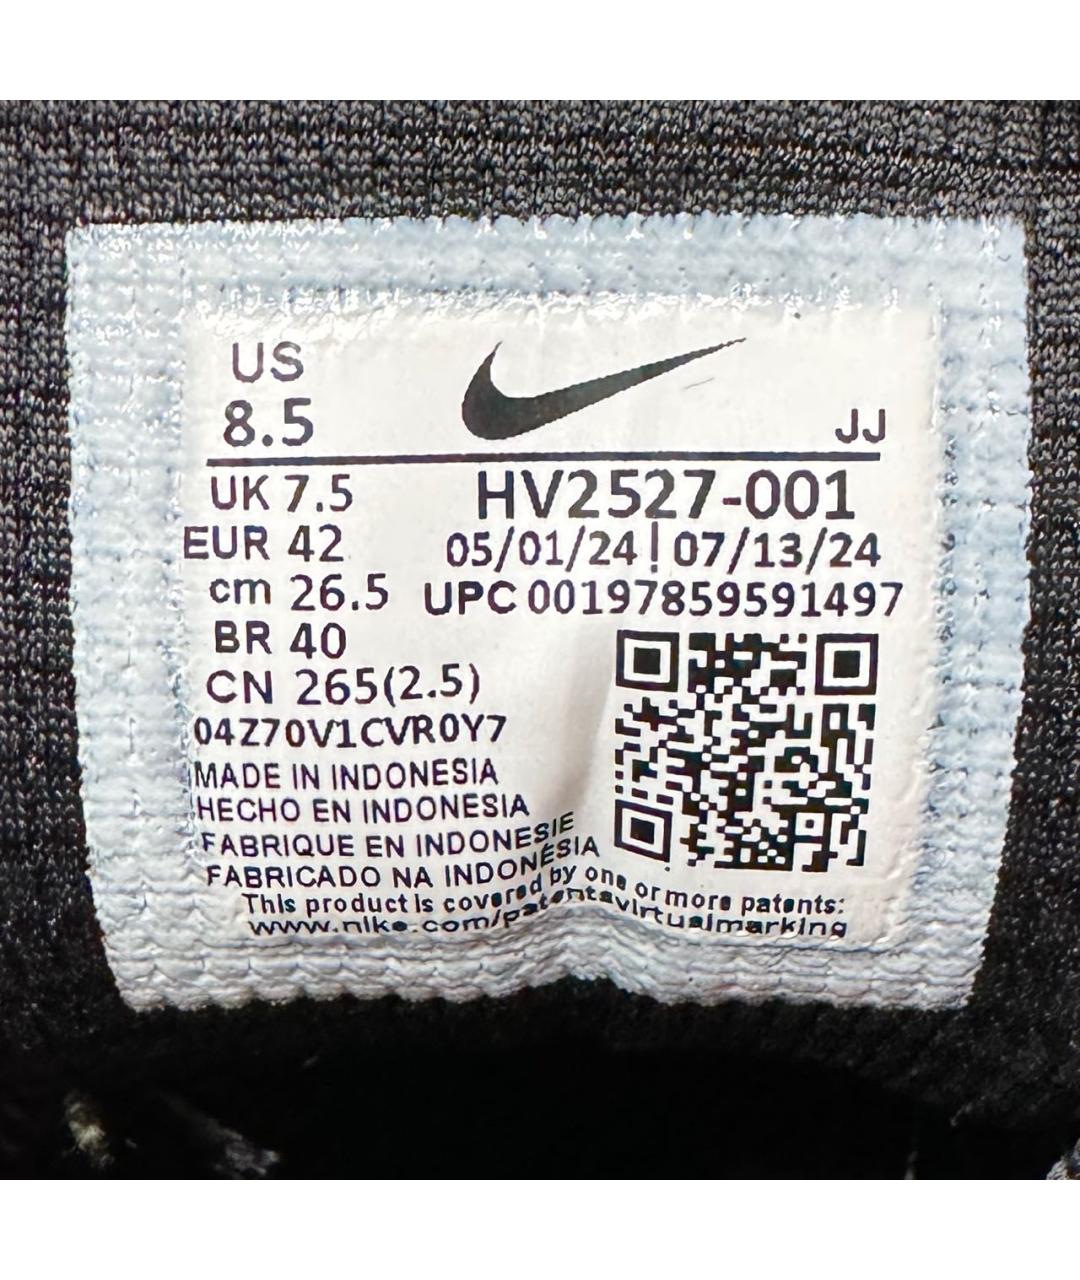 US
8.5
JJ
UK 7.5
HV2527-001
EUR 42
05/01/24 | 07/13/24
cm 26.5
UPC 00197859591497
BR 40
CN 265(2.5)
04Z70V1CVR0Y7
MADE IN INDONESIA
HECHO EN INDONESIA
FABRIQUE EN INDONESIE
FABRICADO NA INDONÉSIA
This product is covered by one or more patents:
www.nike.com/patentsvirtualmarking